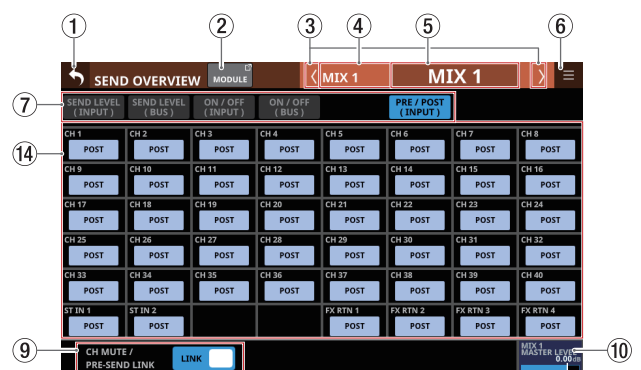 ① ② ③ ④ ⑤ ⑥
SEND OVERVIEW MODULE MIX 1 MIX 1
⑦
SEND LEVEL SEND LEVEL ON / OFF ON / OFF PRE / POST
( INPUT ) ( BUS ) ( INPUT ) ( BUS ) ( INPUT )
⑭
CH 1 CH 2 CH 3 CH 4 CH 5 CH 6 CH 7 CH 8
POST POST POST POST POST POST POST POST
CH 9 CH 10 CH 11 CH 12 CH 13 CH 14 CH 15 CH 16
POST POST POST POST POST POST POST POST
CH 17 CH 18 CH 19 CH 20 CH 21 CH 22 CH 23 CH 24
POST POST POST POST POST POST POST POST
CH 25 CH 26 CH 27 CH 28 CH 29 CH 30 CH 31 CH 32
POST POST POST POST POST POST POST POST
CH 33 CH 34 CH 35 CH 36 CH 37 CH 38 CH 39 CH 40
POST POST POST POST POST POST POST POST
ST IN 1 ST IN 2 FX RTN 1 FX RTN 2 FX RTN 3 FX RTN 4
POST POST POST POST POST POST
⑨ ⑩
CH MUTE / LINK MIX 1
PRE-SEND LINK MASTER LEVEL
0.00 dB